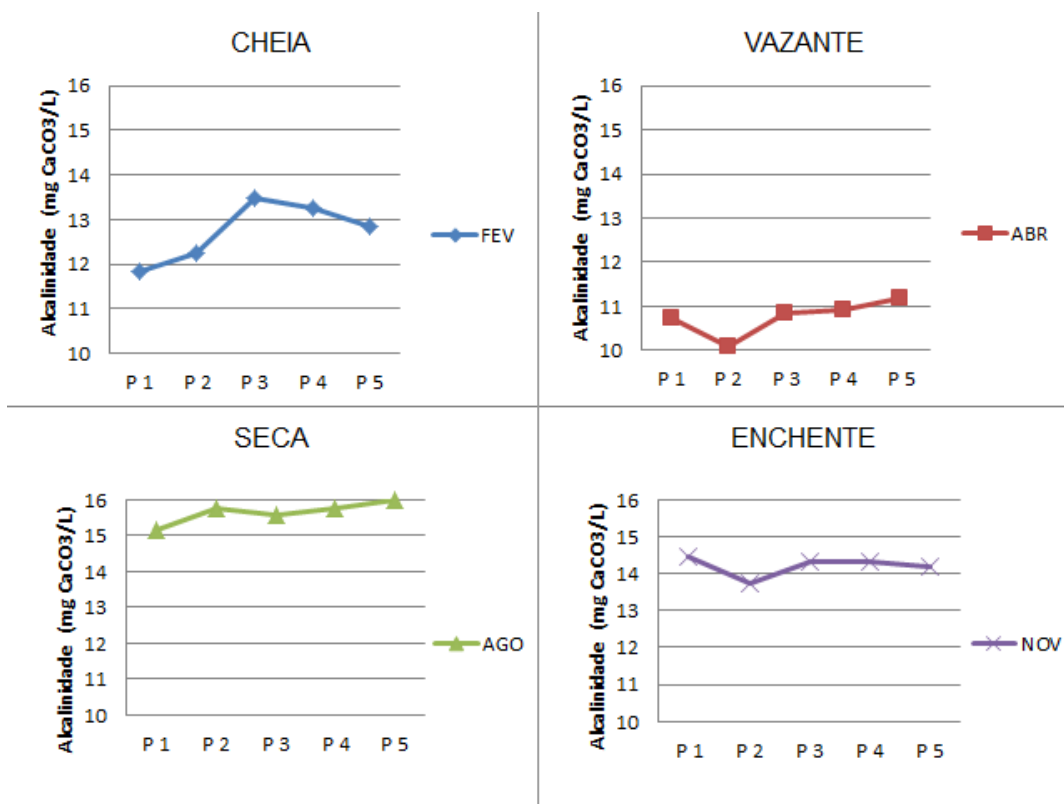 CHEIA
Alcalinidade (mg CaCO3/L)
16
15
14
13
12
11
10
P 1 P 2 P 3 P 4 P 5
FEV
VAZANTE
Alcalinidade (mg CaCO3/L)
16
15
14
13
12
11
10
P 1 P 2 P 3 P 4 P 5
ABR
SECA
Alcalinidade (mg CaCO3/L)
16
15
14
13
12
11
10
P 1 P 2 P 3 P 4 P 5
AGO
ENCHENTE
Alcalinidade (mg CaCO3/L)
16
15
14
13
12
11
10
P 1 P 2 P 3 P 4 P 5
NOV